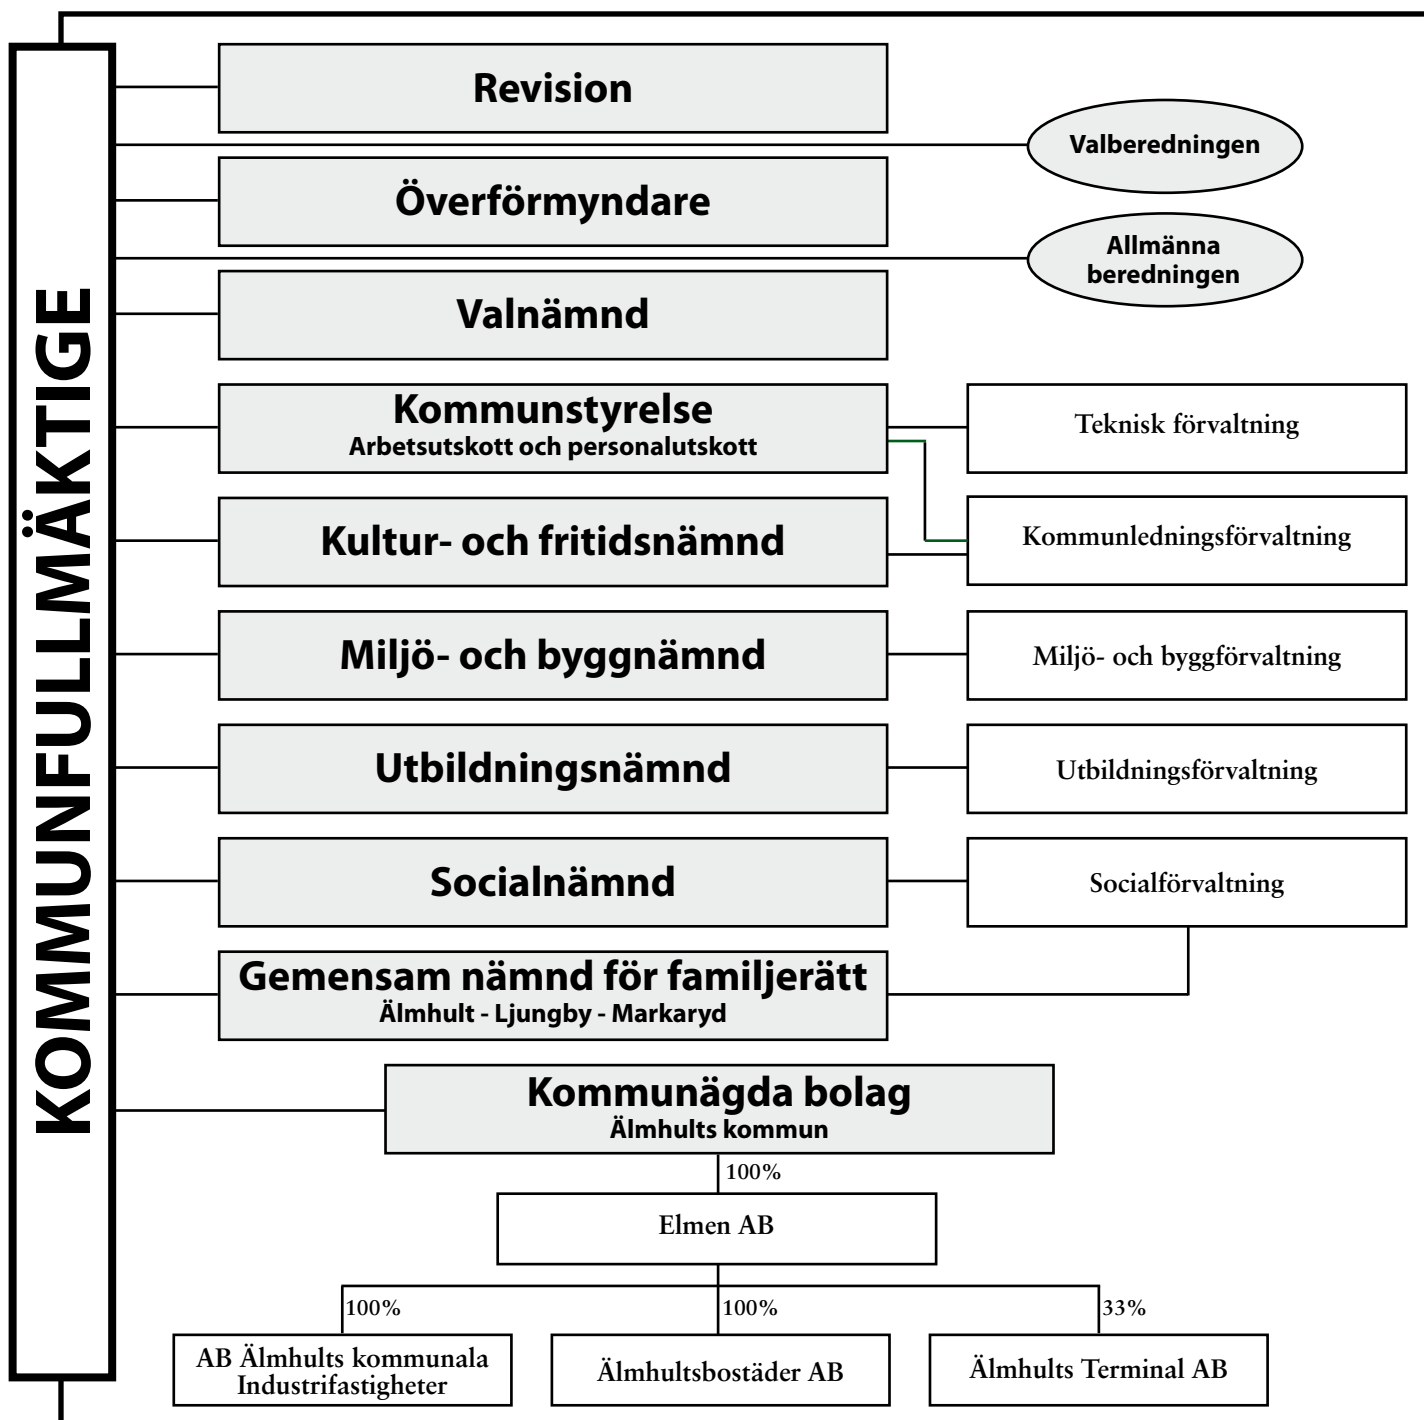 KOMMUNFULLMÄKTIGE
Revision
Valberedningen
Överförmyndare
Allmänna
beredningen
Valnämnd
Kommunstyrelse
Arbetsutskott och personalutskott
Teknisk förvaltning
Kultur- och fritidsnämnd
Kommunledningsförvaltning
Miljö- och byggnämnd
Miljö- och byggförvaltning
Utbildningsnämnd
Utbildningsförvaltning
Socialnämnd
Socialförvaltning
Gemensam nämnd för familjerätt
Älmhult - Ljungby - Markaryd
Kommunägda bolag
Älmhults kommun
100%
Elmen AB
100%
100%
33%
AB Älmhults kommunala
Industrifastigheter
Älmhultsbostäder AB
Älmhults Terminal AB